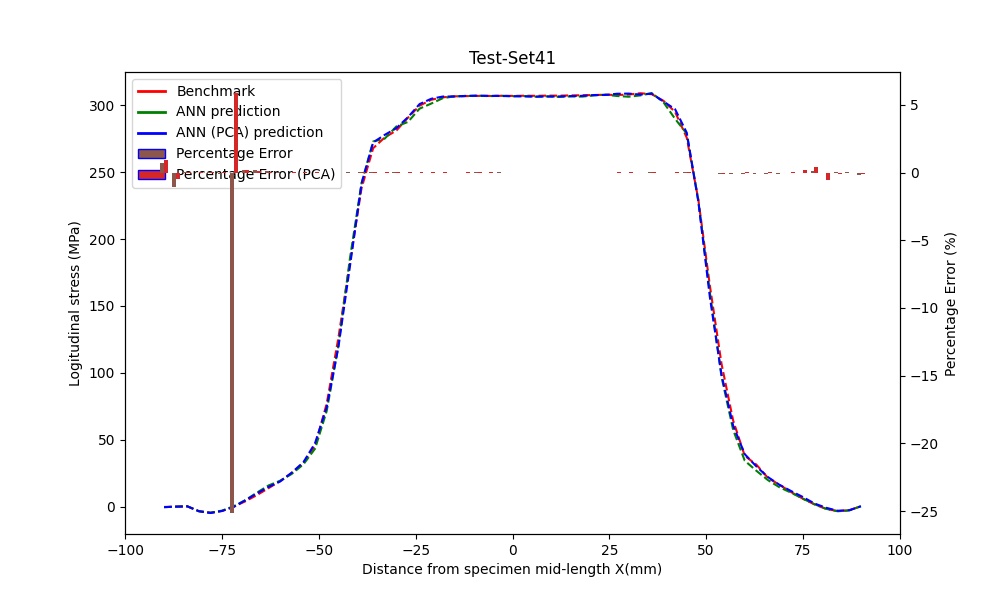 Test-Set41
Benchmark
ANN prediction
ANN (PCA) prediction
Percentage Error
Percentage Error (PCA)
300
250
200
150
100
50
0
Logitudinal stress (MPa)
5
0
−5
−10
−15
−20
−25
Percentage Error (%)
−100 −75 −50 −25 0 25 50 75 100
Distance from specimen mid-length X(mm)